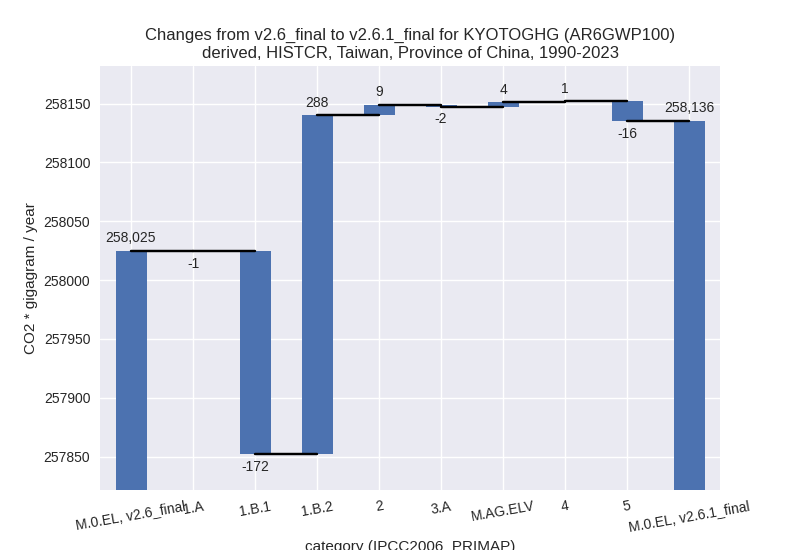 Changes from v2.6_final to v2.6.1_final for KYOTOGHG (AR6GWP100)
derived, HISTCR, Taiwan, Province of China, 1990-2023
CO2 * gigagram / year
258150
258100
258050
258000
257950
257900
257850
258,025
-1
-172
288
9
-2
4
1
-16
258,136
M.0.EL, v2.6_final
1.A
1.B.1
1.B.2
2
3.A
M.AG.ELV
4
5
M.0.EL, v2.6.1_final
category (IPCC2006_PRIMAP)